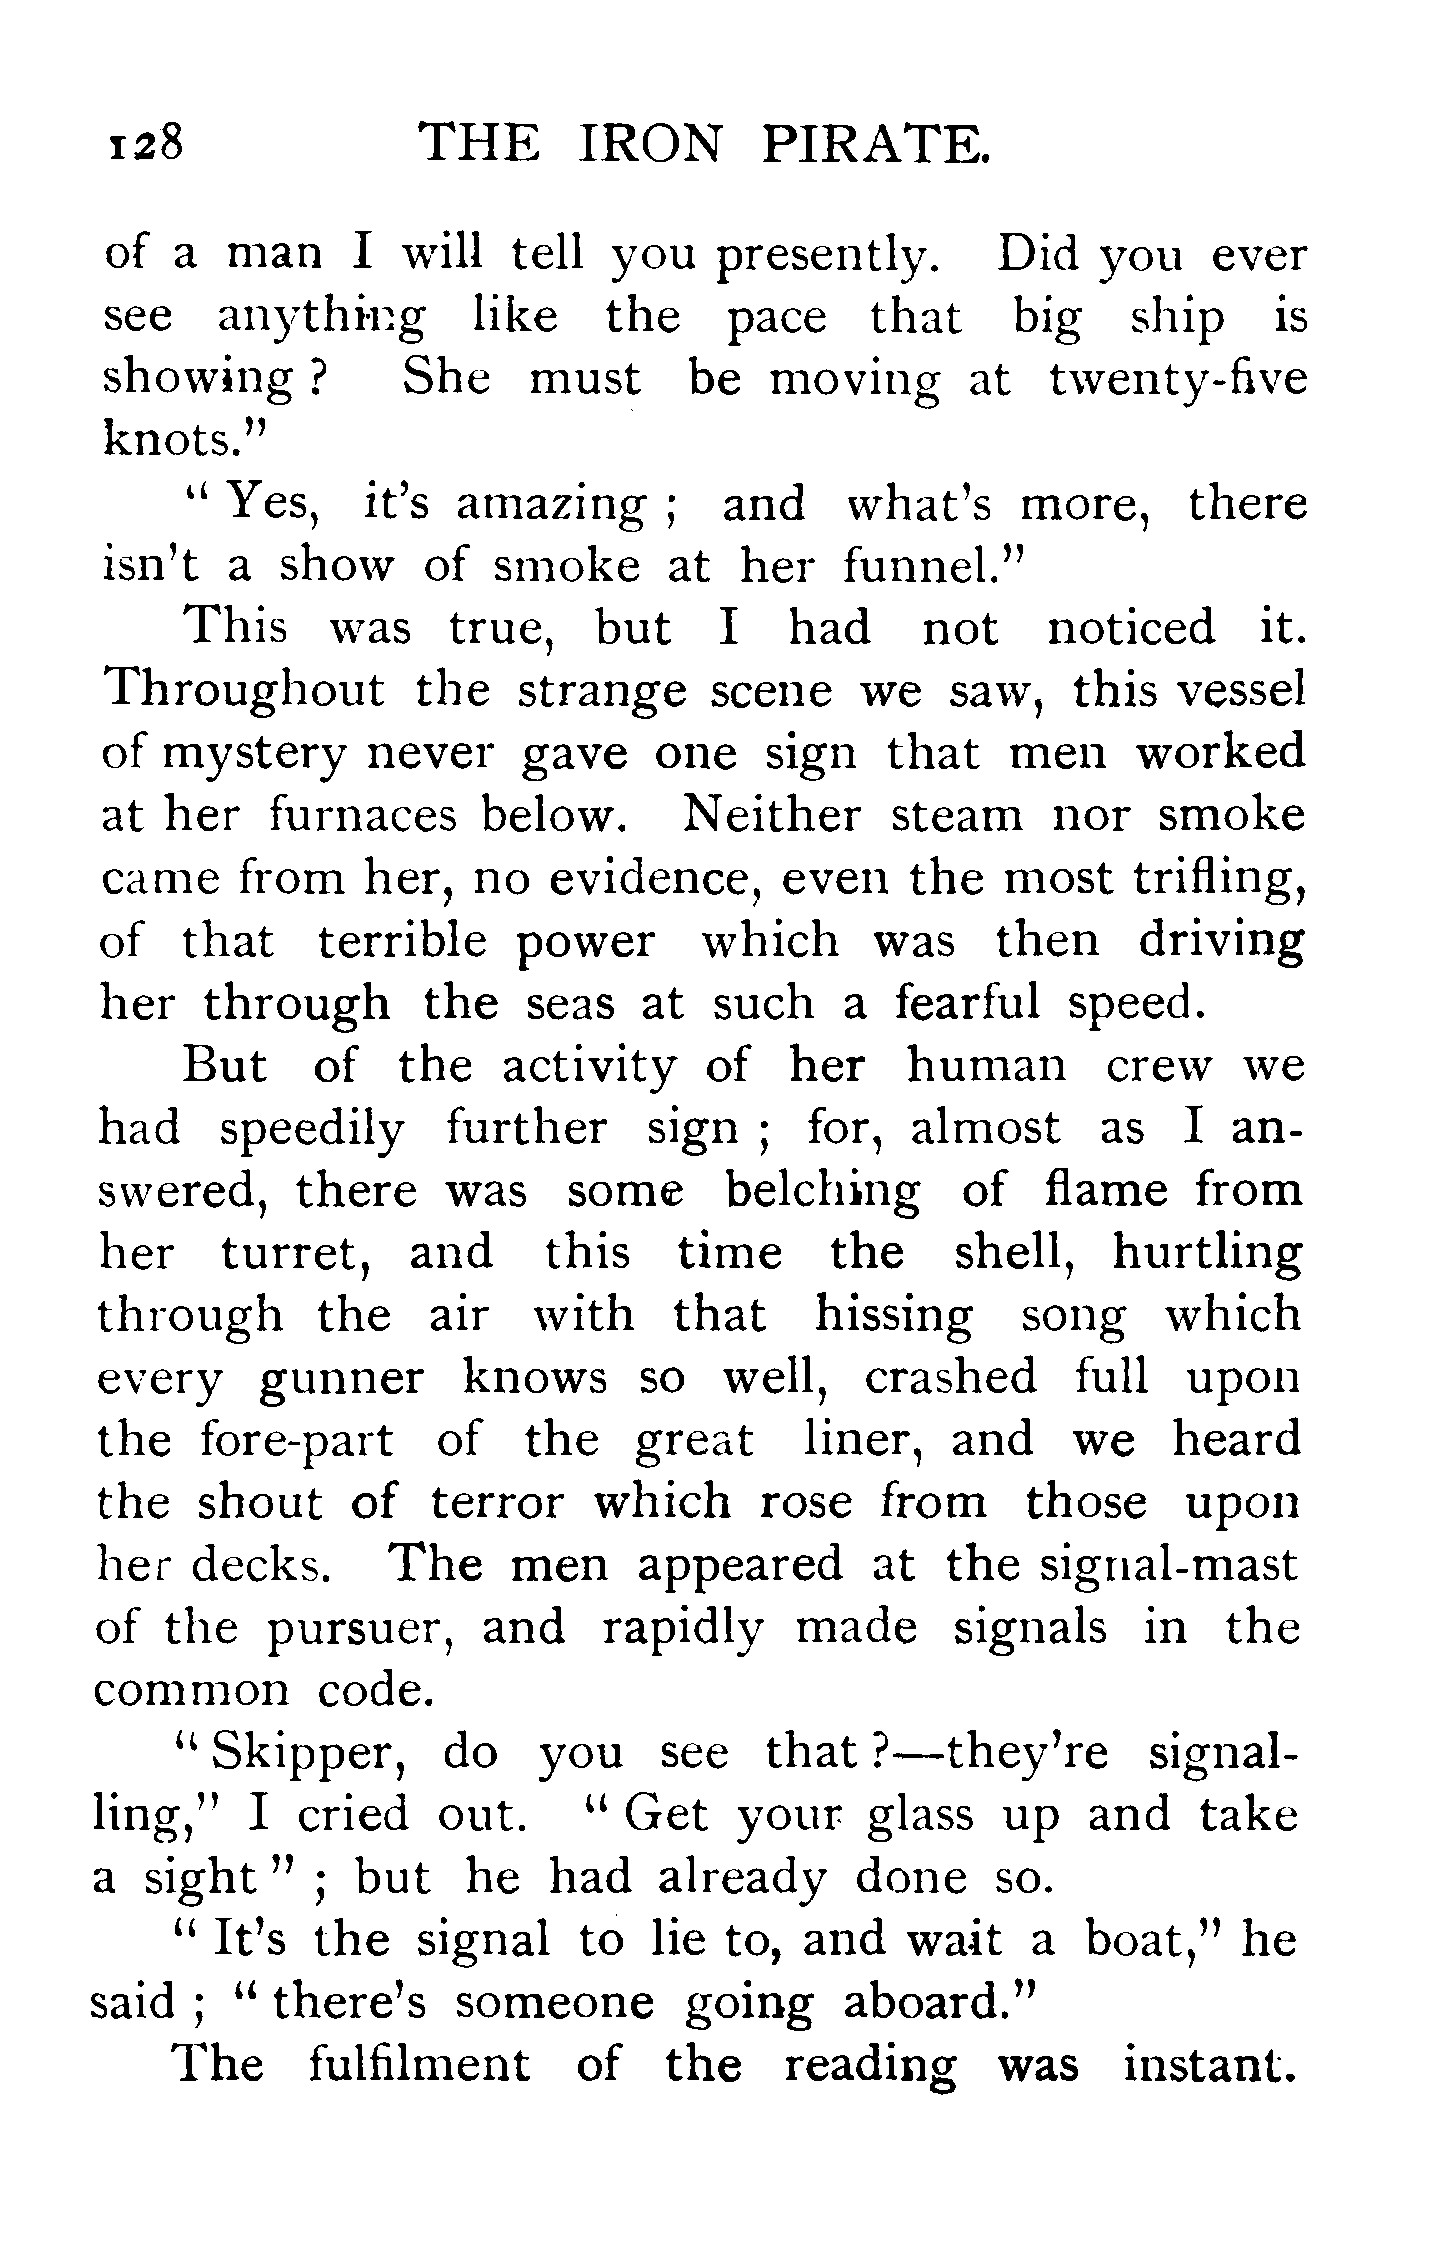 128 THE IRON PIRATE.
of a man I will tell you presently. Did you ever
see anything like the pace that big ship is
showing ? She must be moving at twenty-five
knots."
" Yes, it's amazing ; and what's more, there
isn't a show of smoke at her funnel."
This was true, but I had not noticed it.
Throughout the strange scene we saw, this vessel
of mystery never gave one sign that men worked
at her furnaces below. Neither steam nor smoke
came from her, no evidence, even the most trifling,
of that terrible power which was then driving
her through the seas at such a fearful speed.
But of the activity of her human crew we
had speedily further sign ; for, almost as I an-
swered, there was some belching of flame from
her turret, and this time the shell, hurtling
through the air with that hissing song which
every gunner knows so well, crashed full upon
the fore-part of the great liner, and we heard
the shout of terror which rose from those upon
her decks. The men appeared at the signal-mast
of the pursuer, and rapidly made signals in the
common code.
" Skipper, do you see that ?—they're signal-
ling," I cried out. " Get your glass up and take
a sight " ; but he had already done so.
" It's the signal to lie to, and wait a boat," he
said ; " there's someone going aboard."
The fulfilment of the reading was instant.